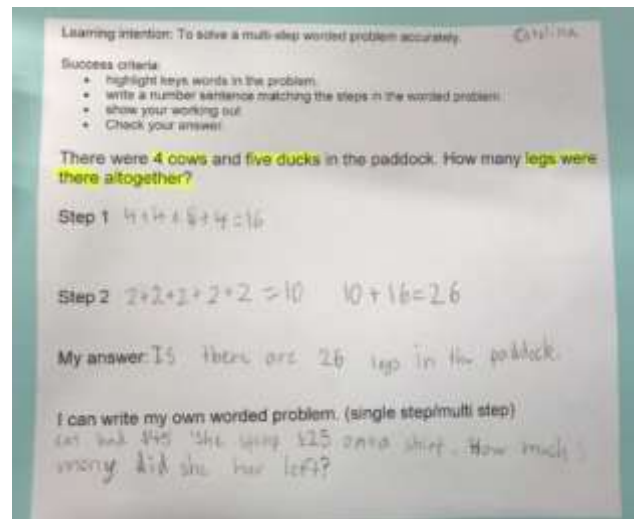 Learning intention: To solve a multi-step worded problem accurately.
Success criteria
• highlight keys words in the problem.
• write a number sentence matching the steps in the worded problem
• show your working out
• Check your answer
There were 4 cows and five ducks in the paddock. How many legs were
there altogether?
Step 1 4+4+4+4=16
Step 2 2+2+2+2+2=10 10+16=26
My answer: Is there are 26 legs in the paddock.
I can write my own worded problem. (single step/multi step)
had $45 she $25 shirt. How much
did she left?